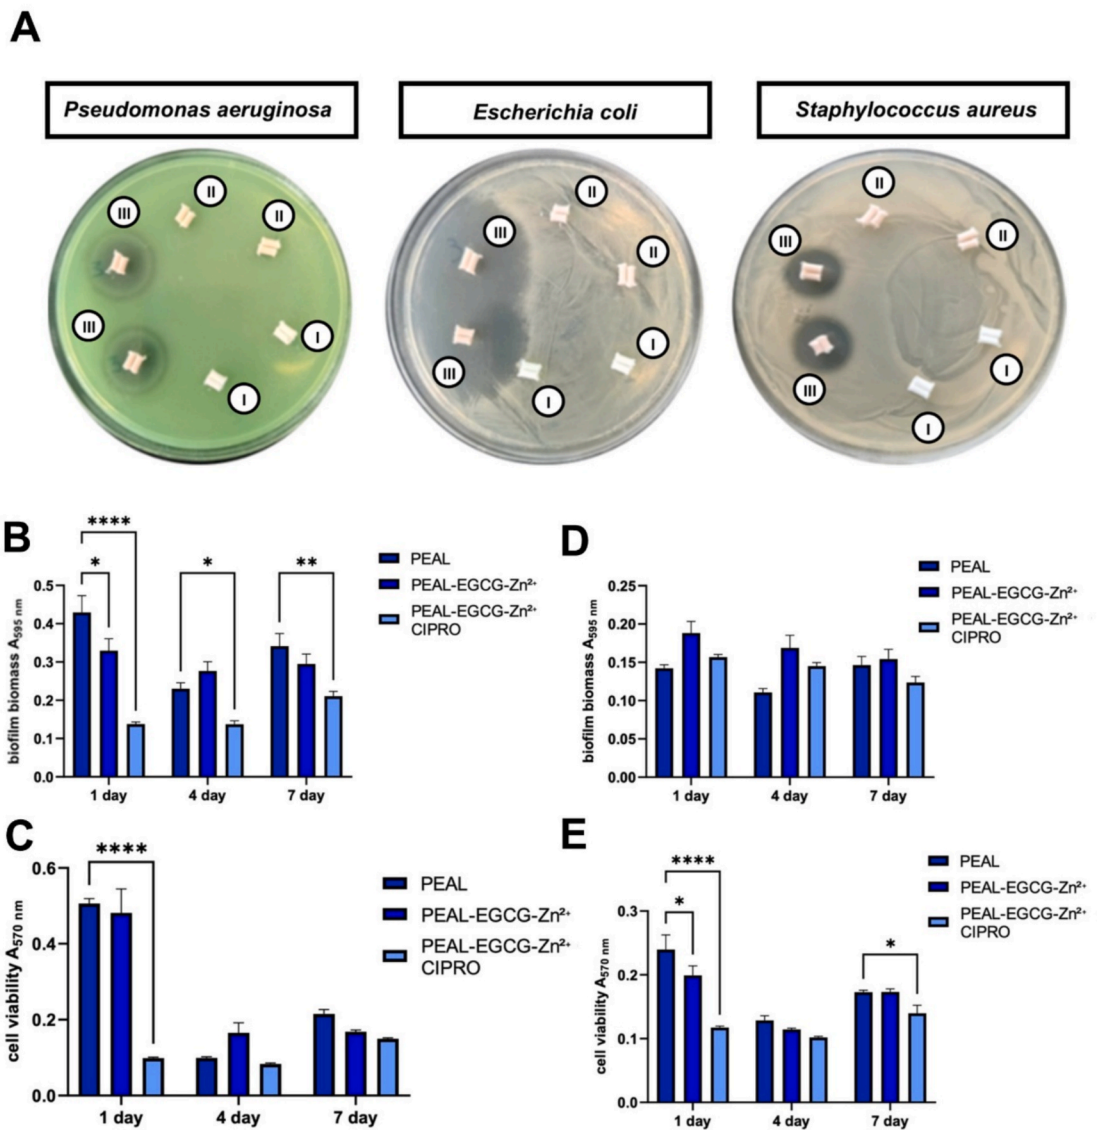 A
Pseudomonas aeruginosa
Escherichia coli
Staphylococcus aureus
III
II
II
III
I
I
III
II
II
III
I
I
III
II
II
III
I
I
B
****
*
*
**
PEAL
PEAL-EGCG-Zn²⁺
PEAL-EGCG-Zn²⁺
CIPRO
biofilm biomass A595 nm
0.5
0.4
0.3
0.2
0.1
0.0
1 day
4 day
7 day
D
PEAL
PEAL-EGCG-Zn²⁺
PEAL-EGCG-Zn²⁺
CIPRO
biofilm biomass A595 nm
0.25
0.20
0.15
0.10
0.05
0.00
1 day
4 day
7 day
C
****
PEAL
PEAL-EGCG-Zn²⁺
PEAL-EGCG-Zn²⁺
CIPRO
cell viability A570 nm
0.6
0.4
0.2
0.0
1 day
4 day
7 day
E
****
*
*
PEAL
PEAL-EGCG-Zn²⁺
PEAL-EGCG-Zn²⁺
CIPRO
cell viability A570 nm
0.3
0.2
0.1
0.0
1 day
4 day
7 day